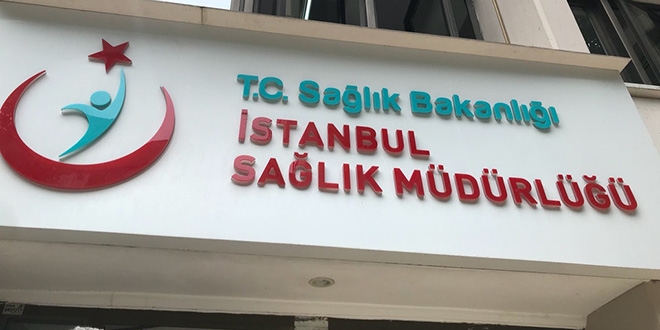 T.C. Sağlık Bakanlığı
İSTANBUL
SAĞLIK MÜDÜRLÜĞÜ